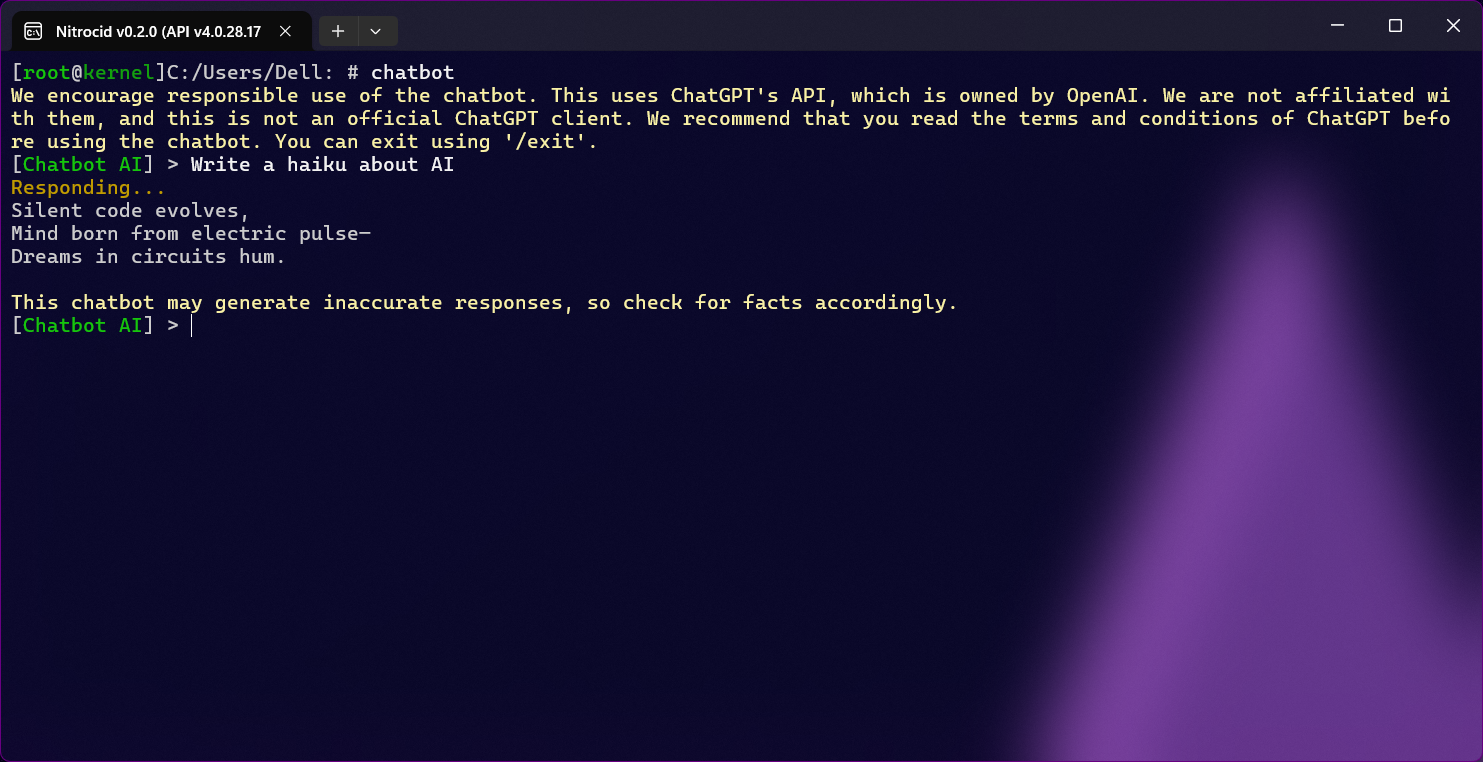 Nitrocid v0.2.0 (API v4.0.28.17
[root@kernel]C:/Users/Dell: # chatbot
We encourage responsible use of the chatbot. This uses ChatGPT's API, which is owned by OpenAI. We are not affiliated wi
th them, and this is not an official ChatGPT client. We recommend that you read the terms and conditions of ChatGPT befo
re using the chatbot. You can exit using '/exit'.
[Chatbot AI] > Write a haiku about AI
Responding...
Silent code evolves,
Mind born from electric pulse—
Dreams in circuits hum.
This chatbot may generate inaccurate responses, so check for facts accordingly.
[Chatbot AI] >